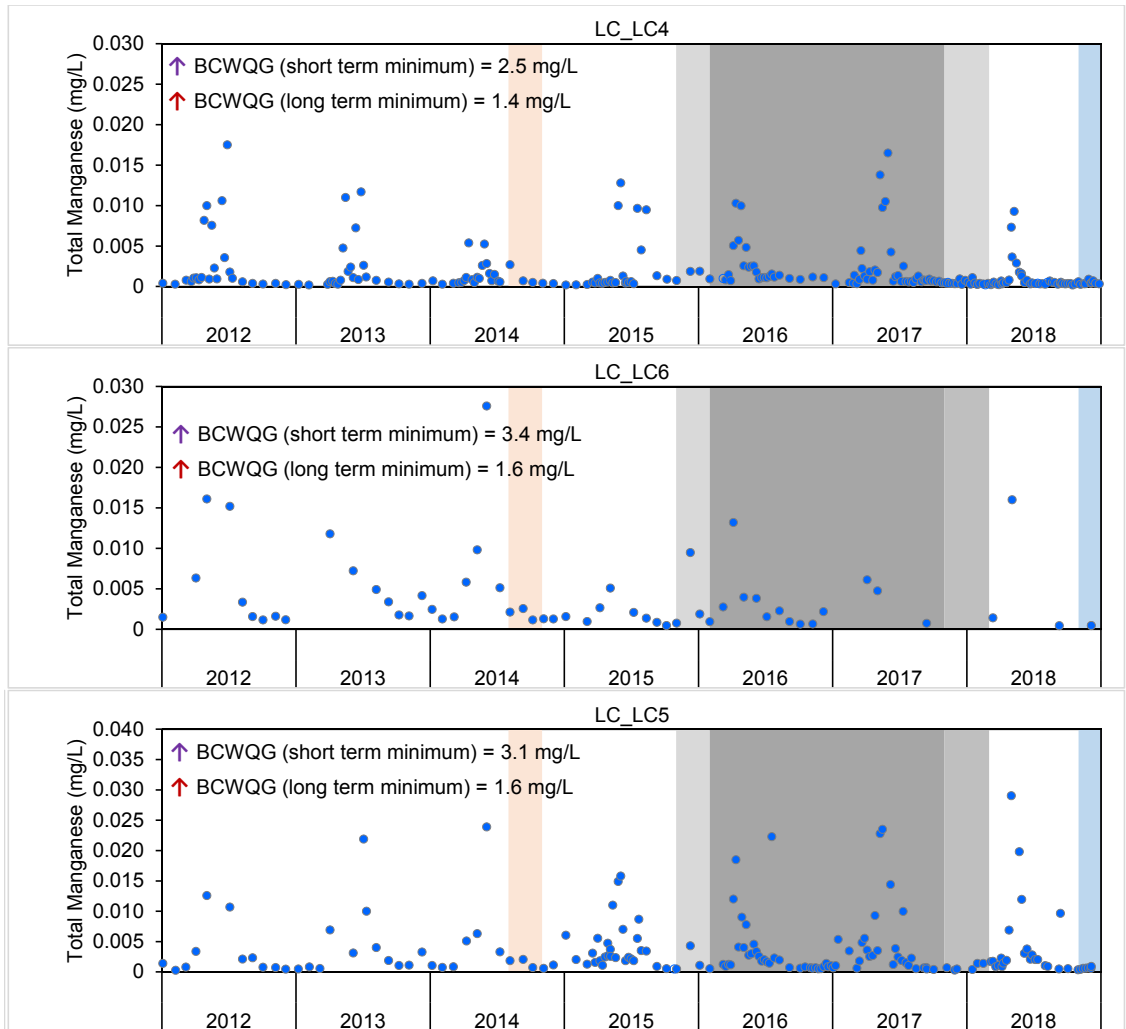 LC_LC4
Total Manganese (mg/L)
0.030
0.025
0.020
0.015
0.010
0.005
0
↑ BCWQG (short term minimum) = 2.5 mg/L
↑ BCWQG (long term minimum) = 1.4 mg/L
2012 2013 2014 2015 2016 2017 2018
LC_LC6
Total Manganese (mg/L)
0.030
0.025
0.020
0.015
0.010
0.005
0
↑ BCWQG (short term minimum) = 3.4 mg/L
↑ BCWQG (long term minimum) = 1.6 mg/L
2012 2013 2014 2015 2016 2017 2018
LC_LC5
Total Manganese (mg/L)
0.040
0.035
0.030
0.025
0.020
0.015
0.010
0.005
0
↑ BCWQG (short term minimum) = 3.1 mg/L
↑ BCWQG (long term minimum) = 1.6 mg/L
2012 2013 2014 2015 2016 2017 2018